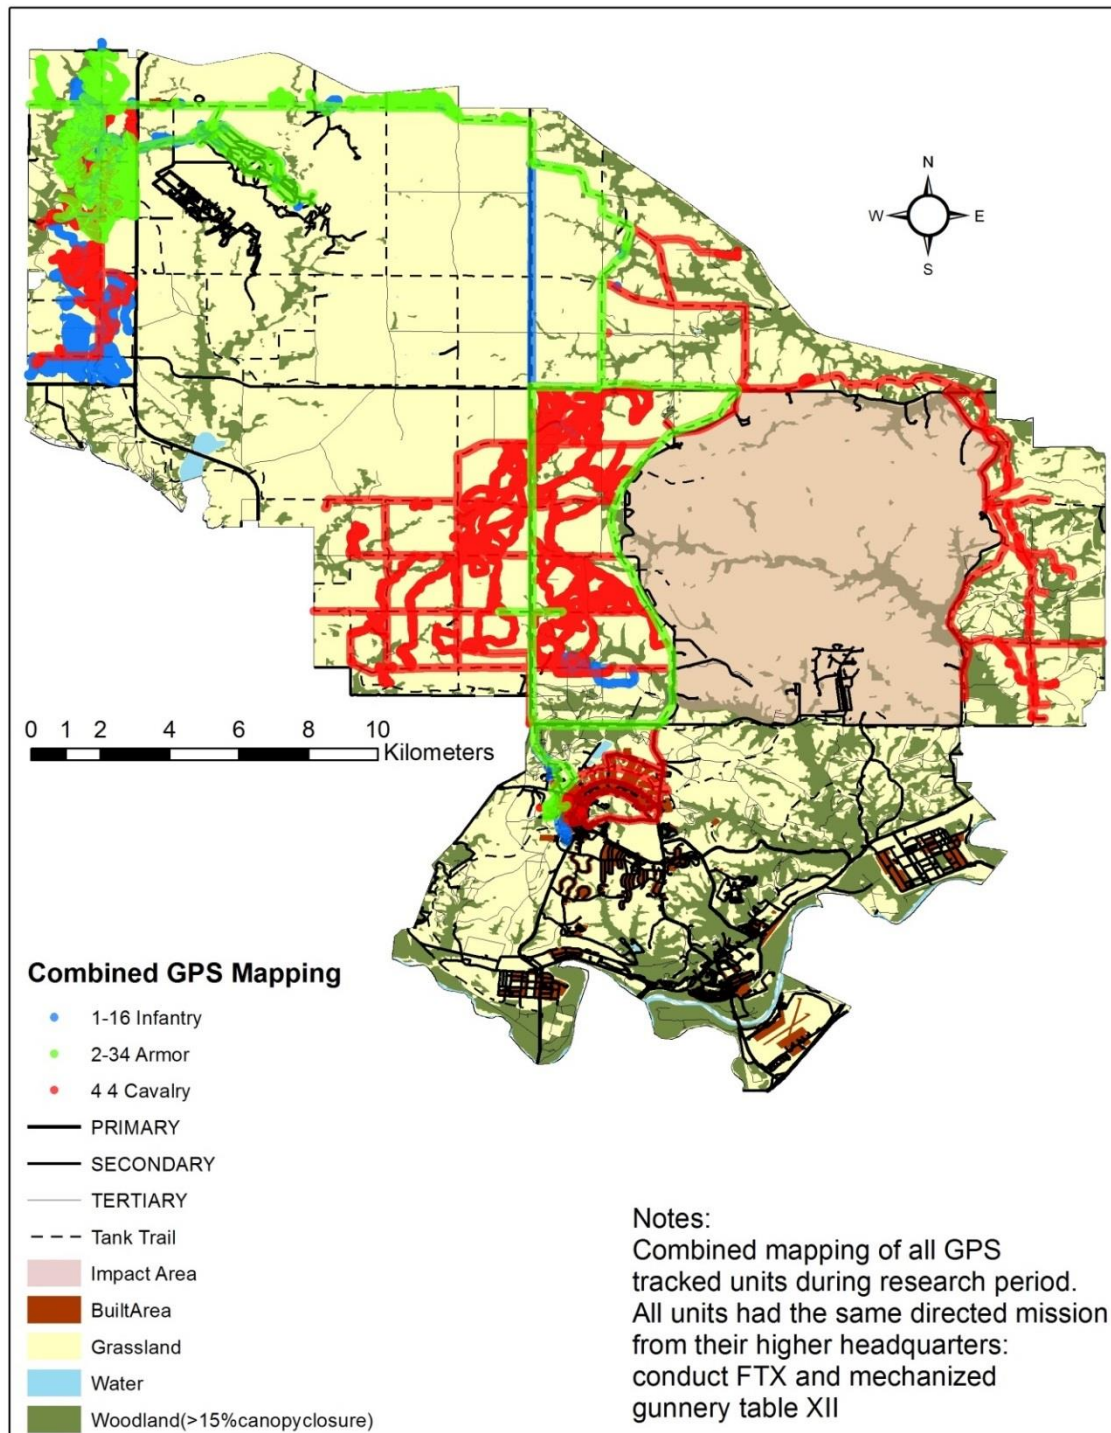 N
W E
S
0 1 2 4 6 8 10
Kilometers
Combined GPS Mapping
1-16 Infantry
2-34 Armor
4 4 Cavalry
PRIMARY
SECONDARY
TERTIARY
Tank Trail
Impact Area
BuiltArea
Grassland
Water
Woodland(>15%canopyclosure)
Notes:
Combined mapping of all GPS
tracked units during research period.
All units had the same directed mission
from their higher headquarters:
conduct FTX and mechanized
gunnery table XII